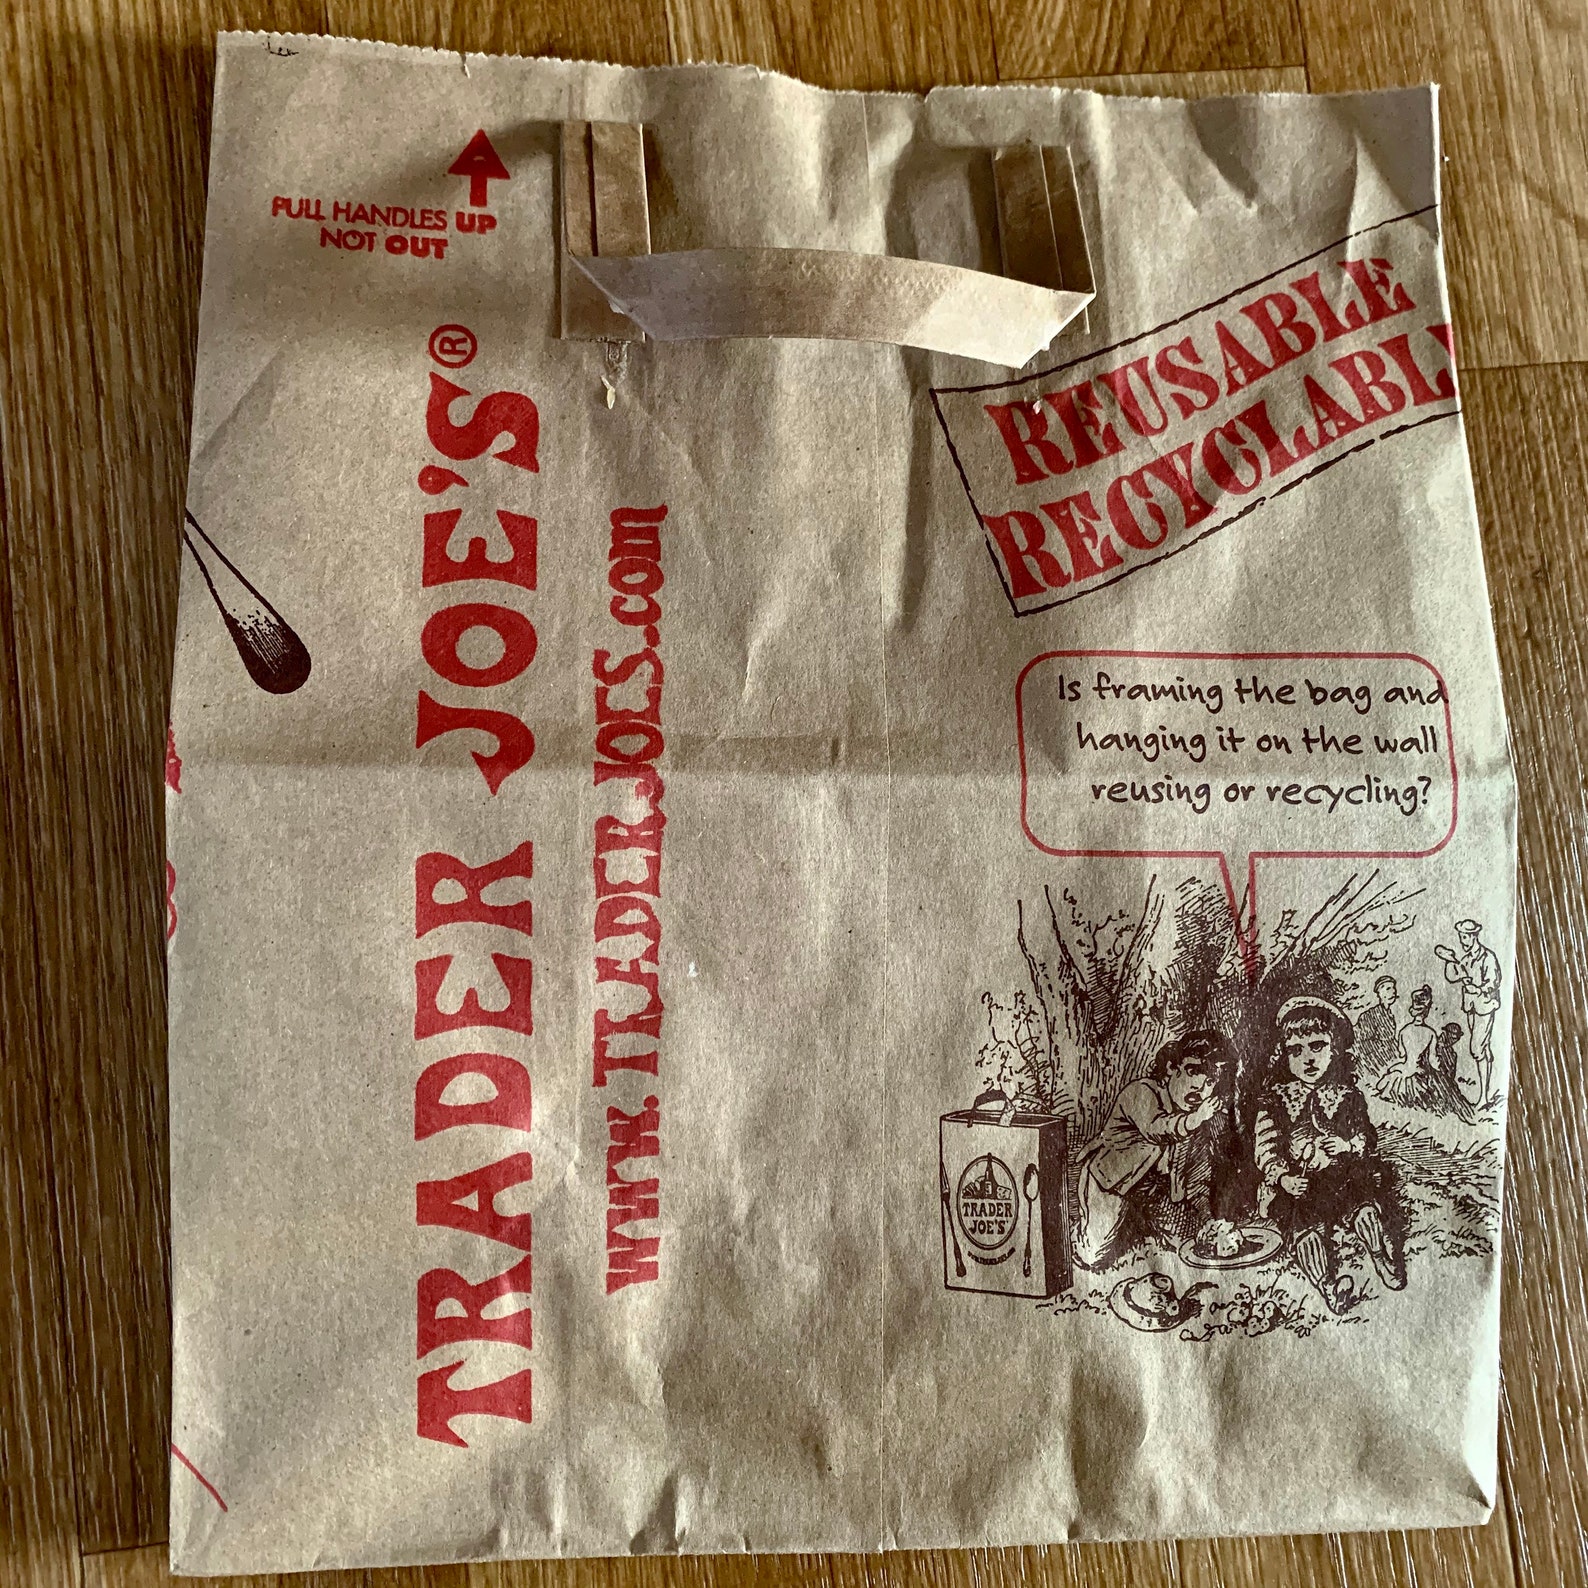 PULL HANDLES UP
NOT OUT
TRADER JOE'S®
www.TRADERJOES.com
REUSABLE
RECYCLABL
Is framing the bag and
hanging it on the wall
reusing or recycling?
TRADER
JOE'S